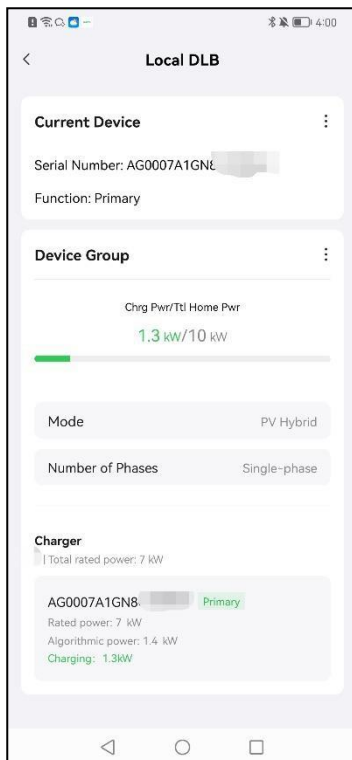 4:00
Local DLB
Current Device
Serial Number: AG0007A1GN8
Function: Primary
Device Group
Chrg Pwr/Ttl Home Pwr
1.3 kW/10 kW
Mode PV Hybrid
Number of Phases Single-phase
Charger
| Total rated power: 7 kW
AG0007A1GN8 Primary
Rated power: 7 kW
Algorithmic power: 1.4 kW
Charging: 1.3kW